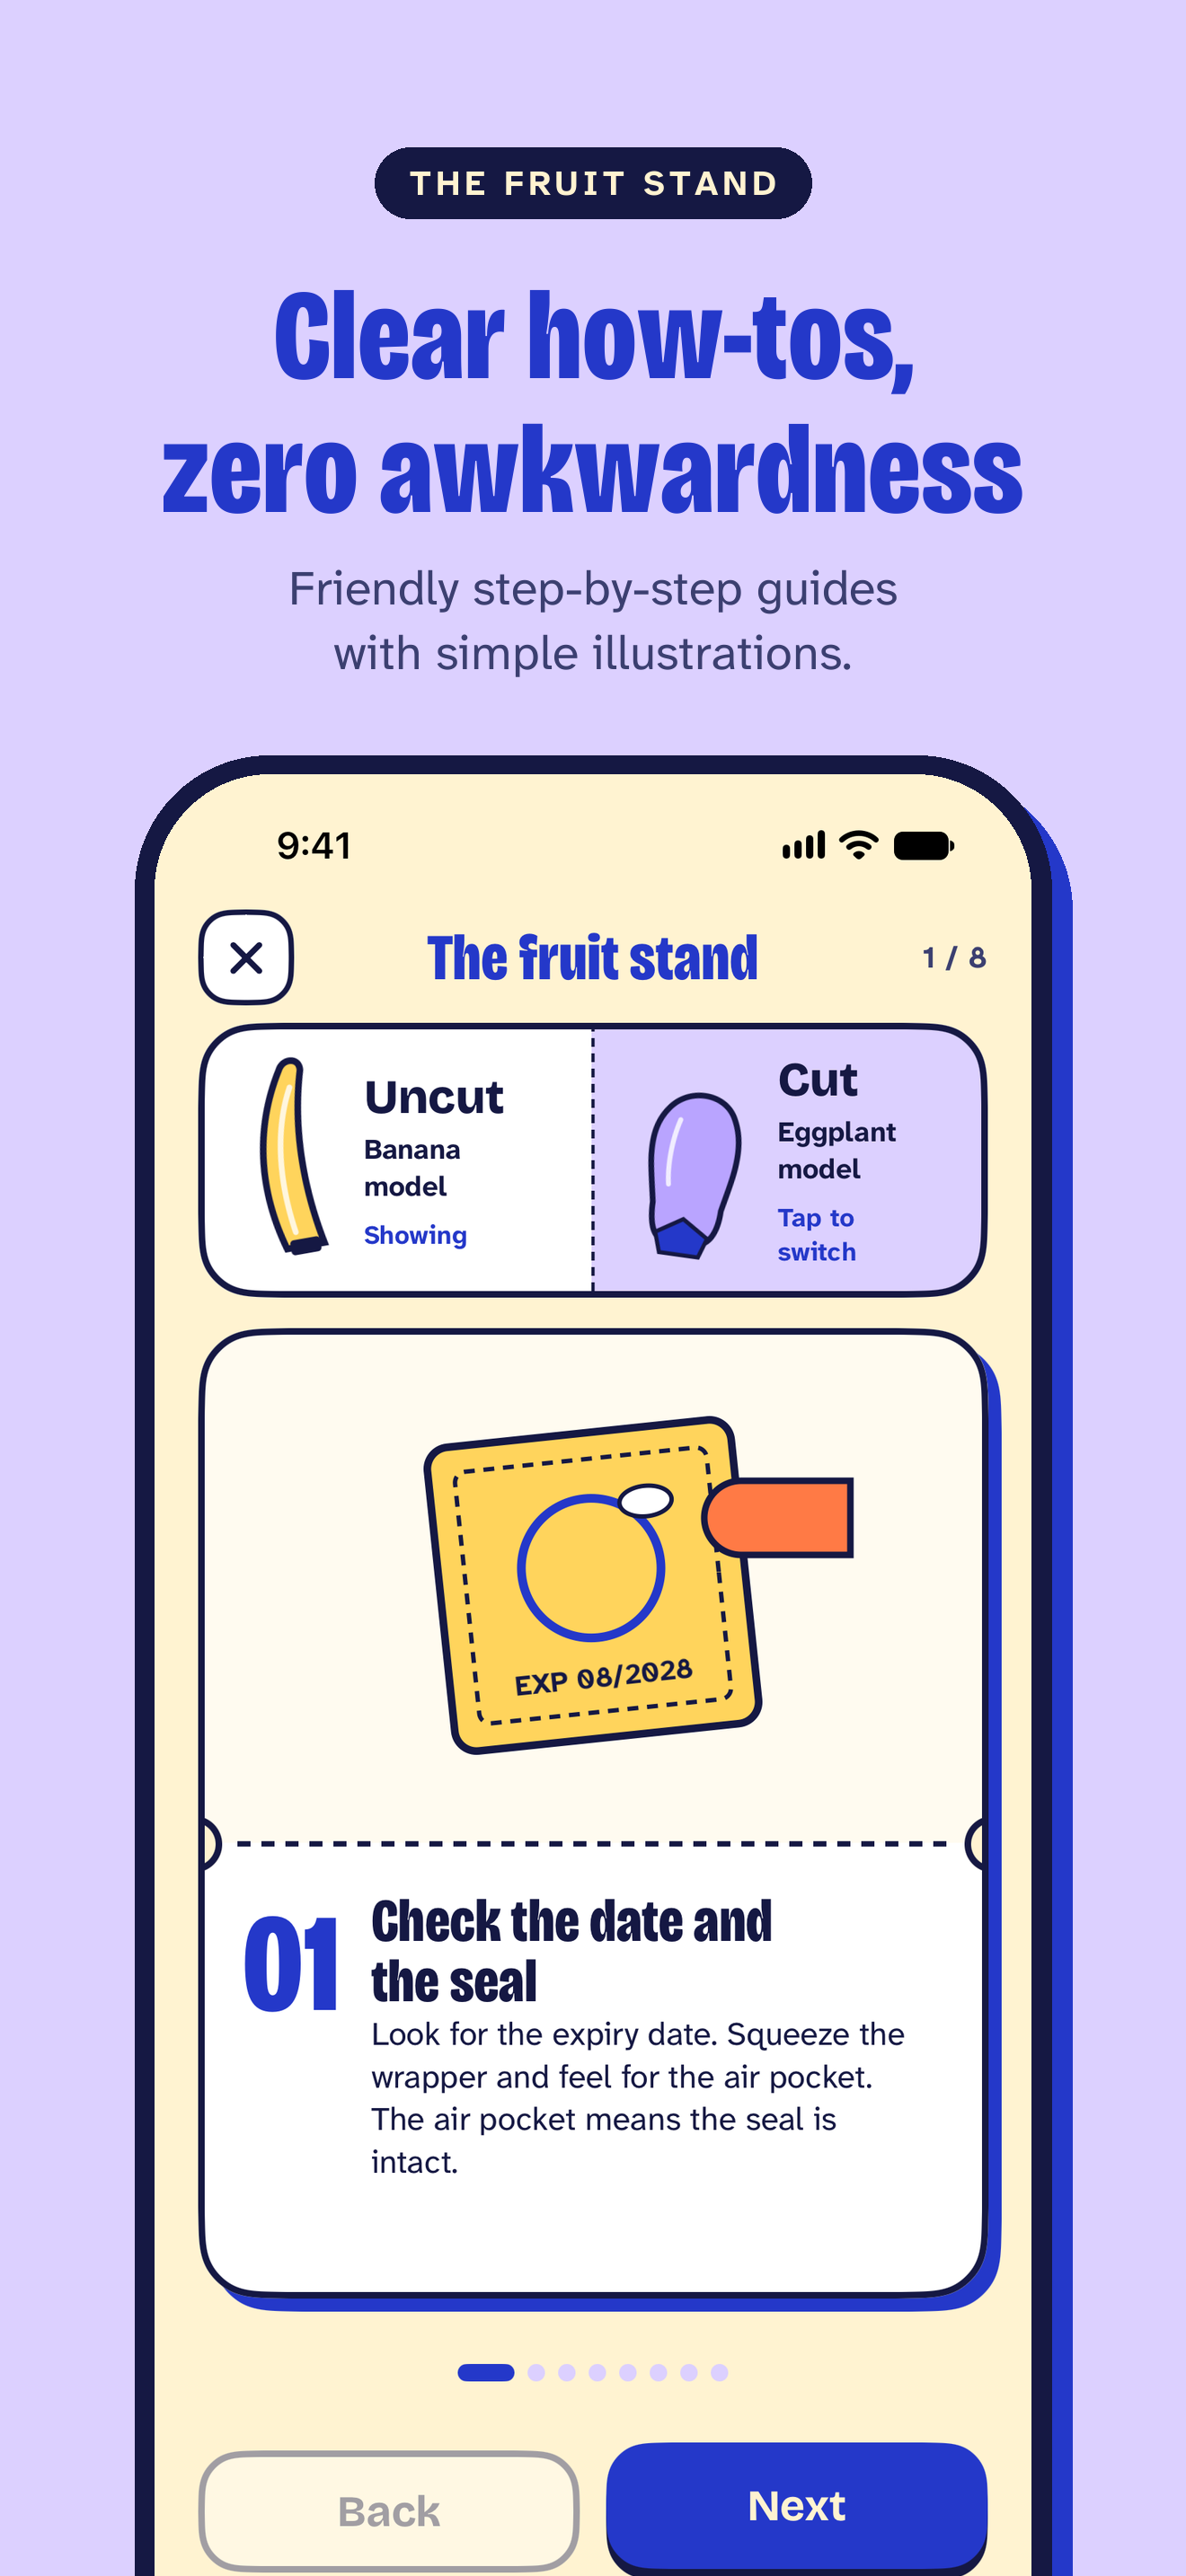 THE FRUIT STAND
Clear how-tos,
zero awkwardness
Friendly step-by-step guides
with simple illustrations.
9:41
The fruit stand
1 / 8
Uncut
Banana
model
Showing
Cut
Eggplant
model
Tap to
switch
EXP 08/2028
01
Check the date and
the seal
Look for the expiry date. Squeeze the
wrapper and feel for the air pocket.
The air pocket means the seal is
intact.
Back
Next